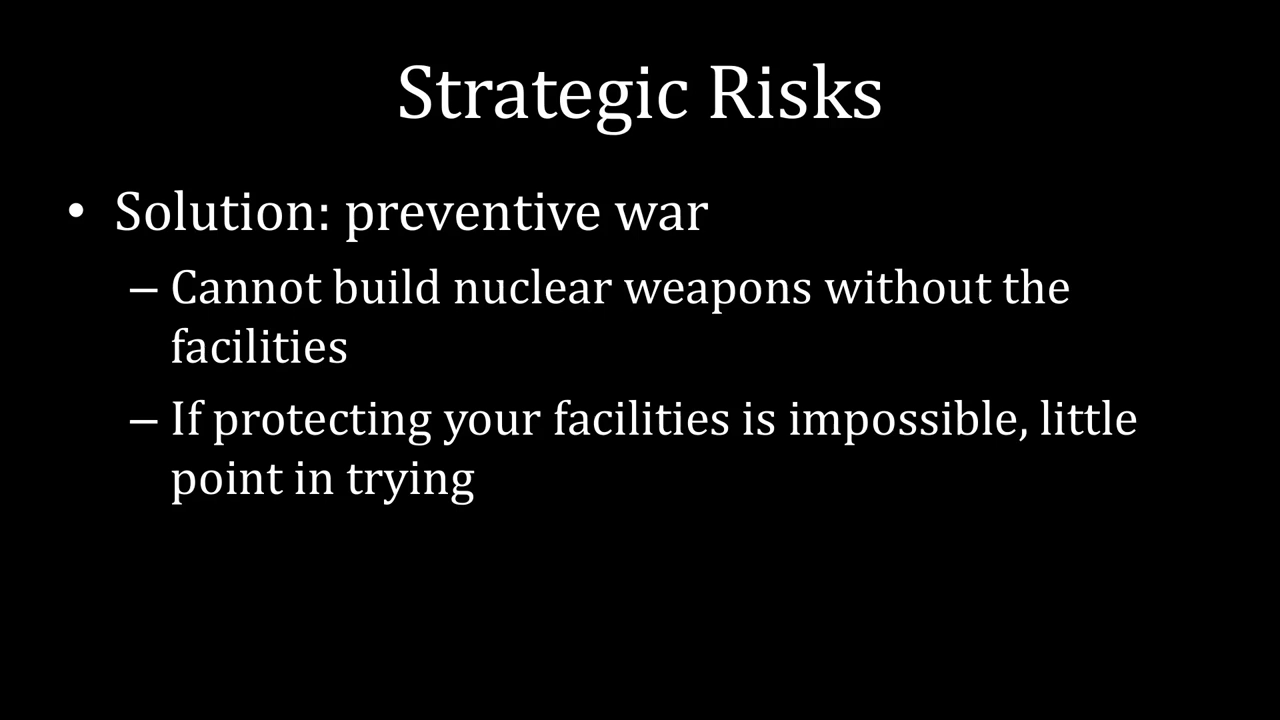 Strategic Risks
• Solution: preventive war
– Cannot build nuclear weapons without the
facilities
– If protecting your facilities is impossible, little
point in trying